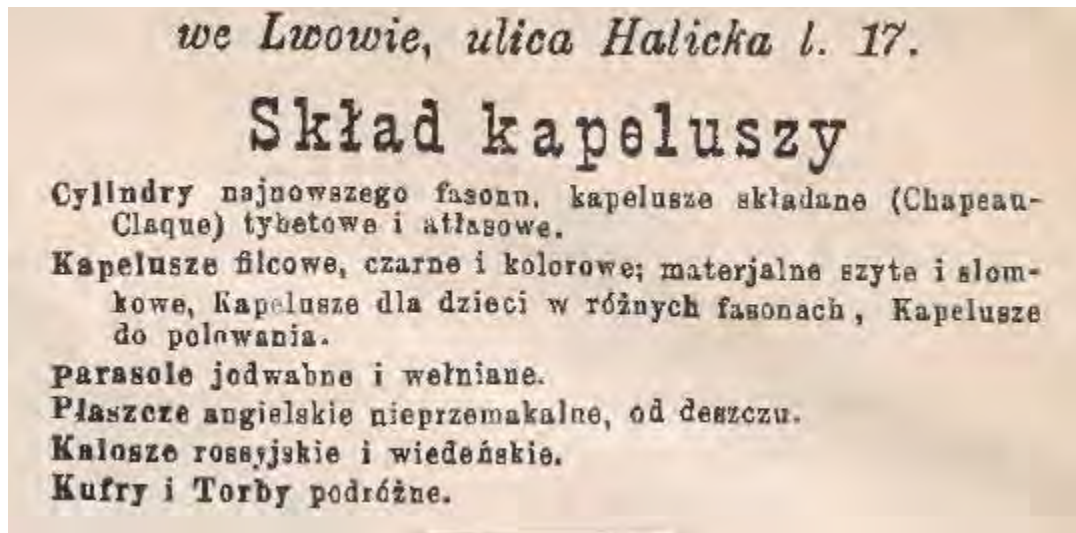 we Lwowie, ulica Halicka l. 17.
Skład kapeluszy
Cylindry najnowszego fasonu, kapelusze składane (Chapeau-
Claque) tybetowe i atłasowe.
Kapelusze filcowe, czarne i kolorowe; materjalne szyte i słom-
kowe, Kapelusze dla dzieci w różnych fasonach, Kapelusze
do polowania.
Parasole jedwabne i wełniane.
Płaszcze angielskie nieprzemakalne, od deszczu.
Kalosze rossyjskie i wiedeńskie.
Kufry i Torby podróżne.